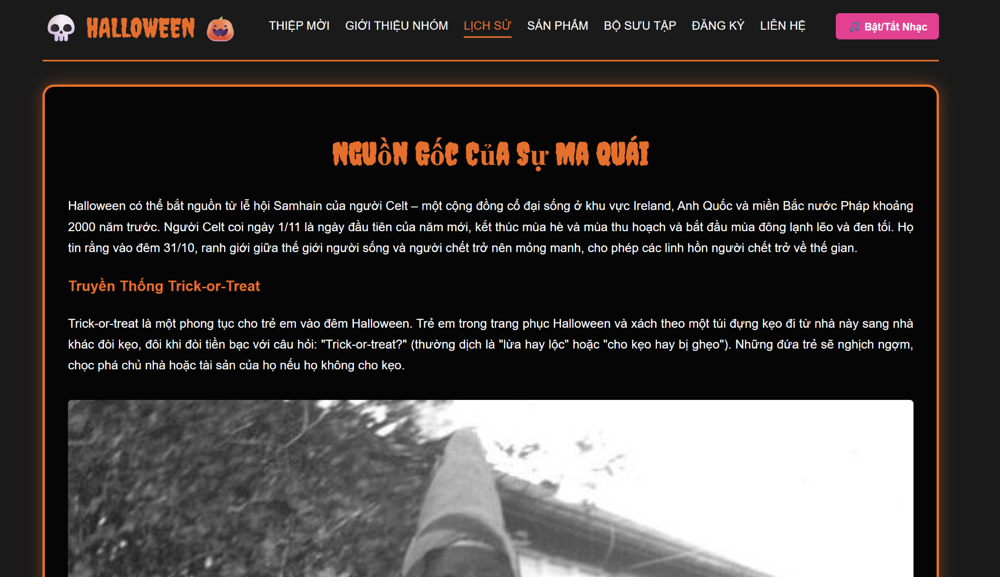 HALLOWEEN
THIỆP MỜI
GIỚI THIỆU NHÓM
LỊCH SỬ
SẢN PHẨM
BỘ SƯU TẬP
ĐĂNG KÝ
LIÊN HỆ
Bật/Tắt Nhạc
NGUồN GốC CủA Sự MA QUÁI
Halloween có thể bắt nguồn từ lễ hội Samhain của người Celt – một cộng đồng cổ đại sống ở khu vực Ireland, Anh Quốc và miền Bắc nước Pháp khoảng
2000 năm trước. Người Celt coi ngày 1/11 là ngày đầu tiên của năm mới, kết thúc mùa hè và mùa thu hoạch và bắt đầu mùa đông lạnh lẽo và đen tối. Họ
tin rằng vào đêm 31/10, ranh giới giữa thế giới người sống và người chết trở nên mỏng manh, cho phép các linh hồn người chết trở về thế gian.
Truyền Thống Trick-or-Treat
Trick-or-treat là một phong tục cho trẻ em vào đêm Halloween. Trẻ em trong trang phục Halloween và xách theo một túi đựng kẹo đi từ nhà này sang nhà
khác đòi kẹo, đôi khi đòi tiền bạc với câu hỏi: "Trick-or-treat?" (thường dịch là "lừa hay lộc" hoặc "cho kẹo hay bị ghẹo"). Những đứa trẻ sẽ nghịch ngợm,
chọc phá chủ nhà hoặc tài sản của họ nếu họ không cho kẹo.